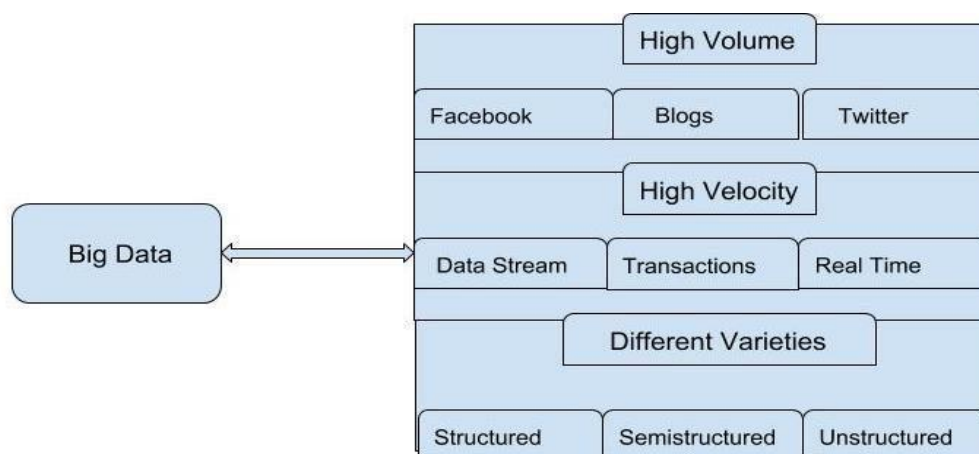 High Volume
Facebook
Blogs
Twitter
High Velocity
Big Data
Data Stream
Transactions
Real Time
Different Varieties
Structured
Semistructured
Unstructured